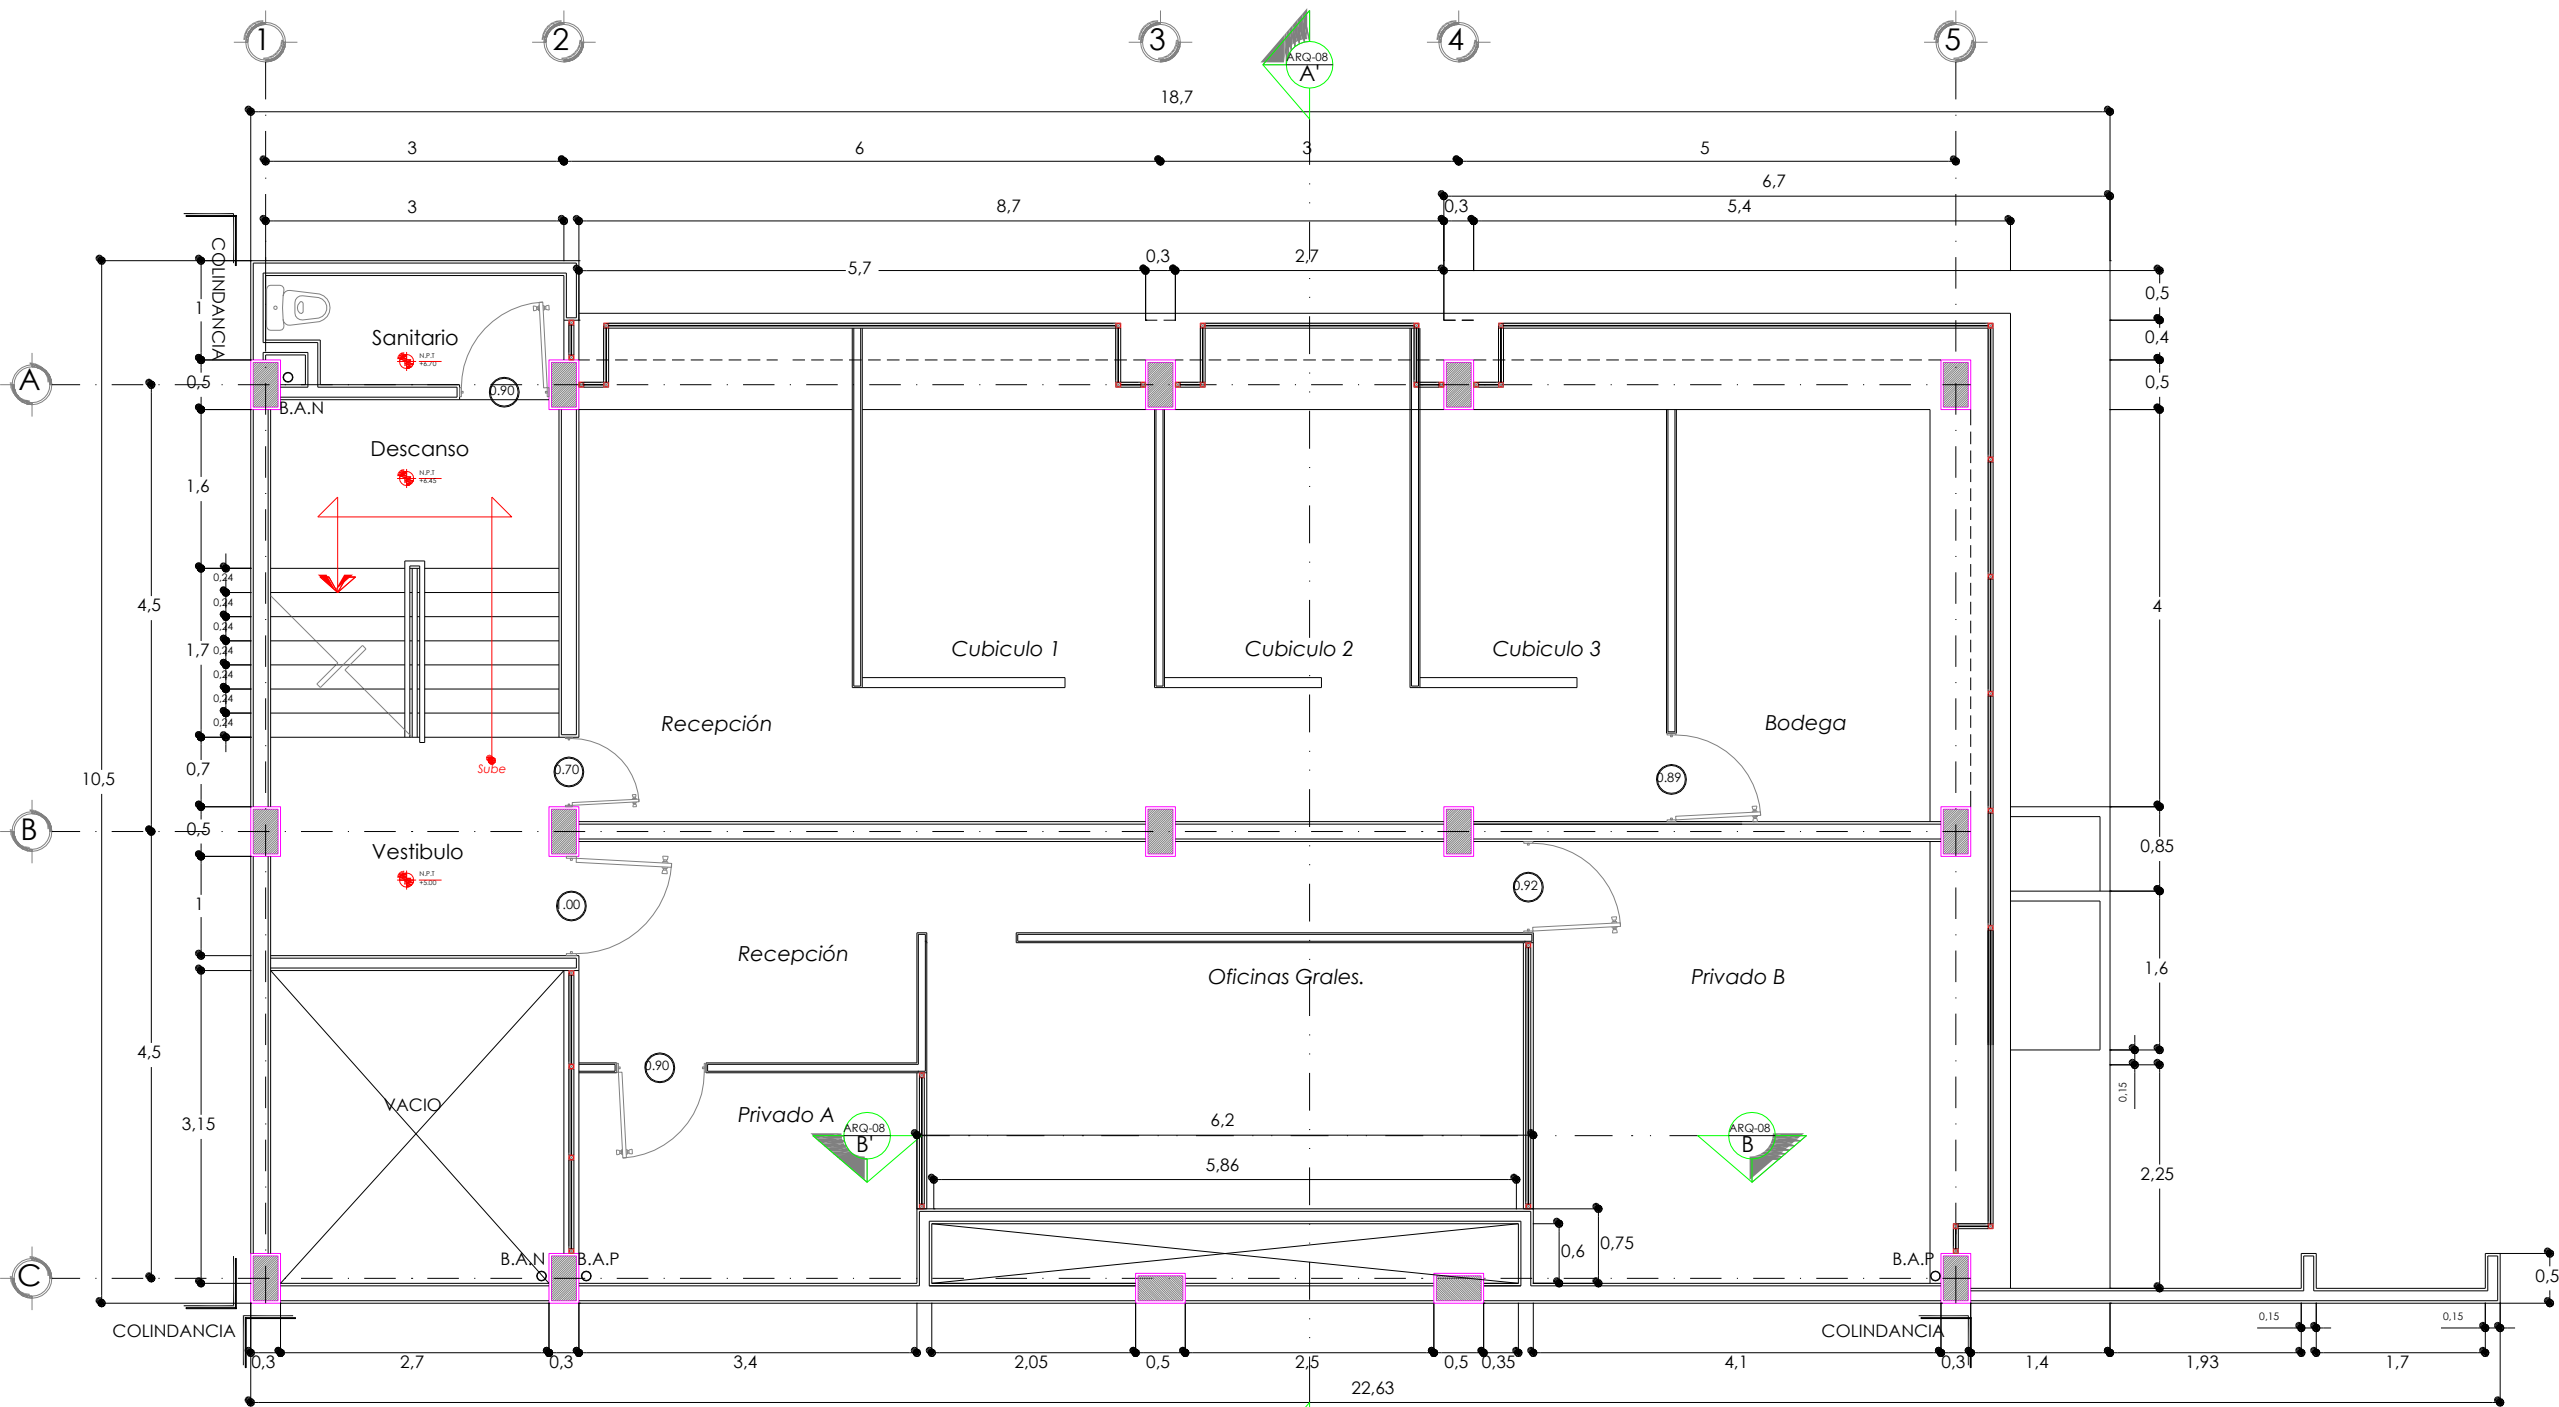 1
2
3
4
5
ARQ-08
A'
18,7
3
6
3
5
6,7
3
8,7
0,3
5,4
5,7
0,3
2,7
COLINDANCIA
1
Sanitario
N.P.T
+6.70
0,5
0,4
A
0,5
0.90
0,5
B.A.N
Descanso
N.P.T
+6.45
1,6
0,24
0,24
0,24
0,24
0,24
0,24
0,24
4,5
1,7
4
Cubiculo 1
Cubiculo 2
Cubiculo 3
Recepción
Bodega
Sube
0,7
0.70
0.89
10,5
B
0,5
Vestibulo
N.P.T
+5.00
0,85
0.92
1
1.00
Recepción
Oficinas Grales.
Privado B
1,6
4,5
0.90
0,15
VACIO
3,15
Privado A
ARQ-08
B'
6,2
ARQ-08
B
5,86
2,25
0,6
0,75
B.A.N
B.A.P
B.A.P
C
0,5
COLINDANCIA
COLINDANCIA
0,15
0,15
0,3
2,7
0,3
3,4
2,05
0,5
2,5
0,5
0,35
4,1
0,3
1,4
1,93
1,7
22,63